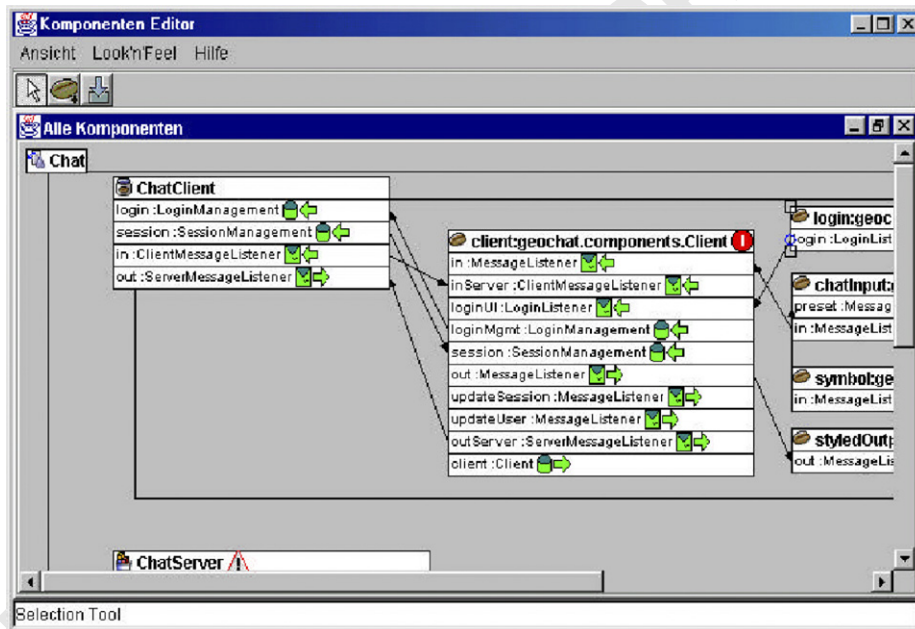 Komponenten Editor
Ansicht Look'n'Feel Hilfe
Alle Komponenten
Chat
ChatClient
login :LoginManagement
session :SessionManagement
in :ClientMessageListener
out :ServerMessageListener
client:geochat.components.Client
in :MessageListener
inServer :ClientMessageListener
loginUI :LoginListener
loginMgmt :LoginManagement
session :SessionManagement
out :MessageListener
updateSession :MessageListener
updateUser :MessageListener
outServer :ServerMessageListener
client :Client
login:geoc
ogin :LoginList
chatInput:
preset :Messag
in :MessageList
symbol:ge
in :MessageList
styledOutp
out :MessageLis
ChatServer
Selection Tool